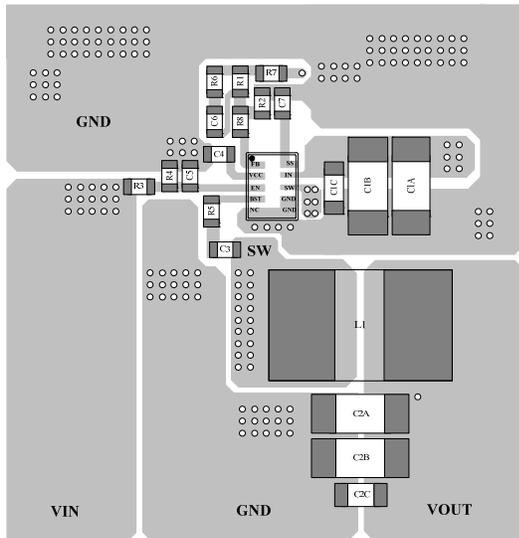 R6
R1
R7
R2
C7
C6
R8
GND
C4
FB
SS
VCC
IN
EN
SW
BST
GND
NC
GND
R3
R4
C5
C1C
C1B
C1A
R5
C3
SW
L1
C2A
C2B
C2C
VIN
GND
VOUT